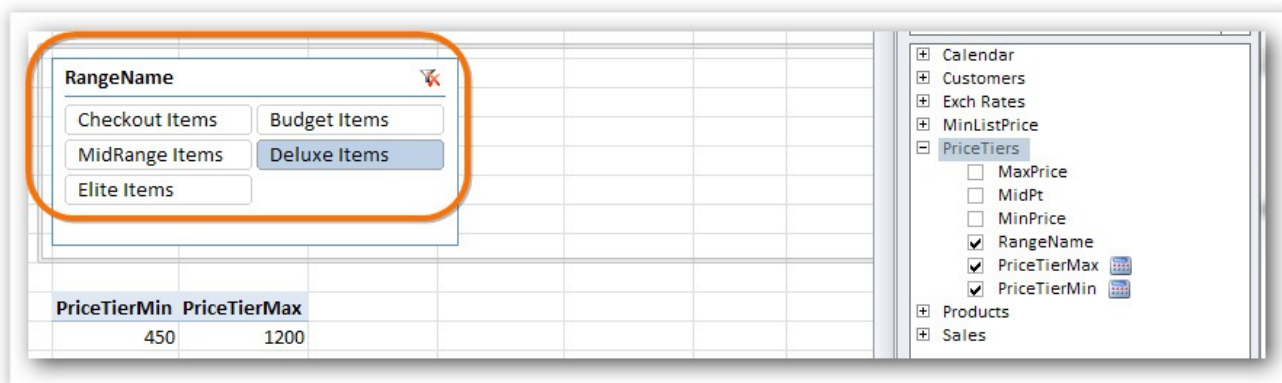 RangeName
Checkout Items Budget Items
MidRange Items Deluxe Items
Elite Items
PriceTierMin PriceTierMax
450 1200
Calendar
Customers
Exch Rates
MinListPrice
PriceTiers
MaxPrice
MidPt
MinPrice
RangeName
PriceTierMax
PriceTierMin
Products
Sales